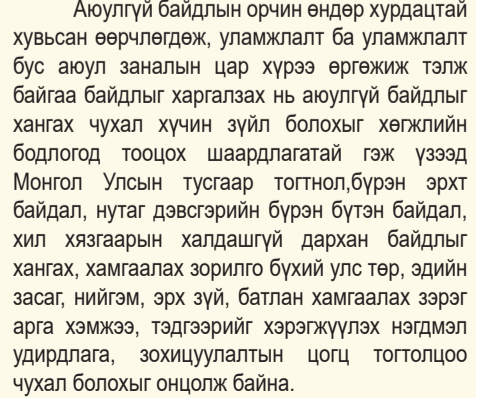 Аюулгүй байдлын орчин өндөр хурдацтай
хувьсан өөрчлөгдөж, уламжлалт ба уламжлалт
бус аюул заналын цар хүрээ өргөжиж тэлж
байгаа байдлыг харгалзах нь аюулгүй байдлыг
хангах чухал хүчин зүйл болохыг хөгжлийн
бодлогод тооцох шаардлагатай гэж үзээд
Монгол Улсын тусгаар тогтнол,бүрэн эрхт
байдал, нутаг дэвсгэрийн бүрэн бүтэн байдал,
хил хязгаарын халдашгүй дархан байдлыг
хангах, хамгаалах зорилго бүхий улс төр, эдийн
засаг, нийгэм, эрх зүй, батлан хамгаалах зэрэг
арга хэмжээ, тэдгээрийг хэрэгжүүлэх нэгдмэл
удирдлага, зохицуулалтын цогц тогтолцоо
чухал болохыг онцолж байна.